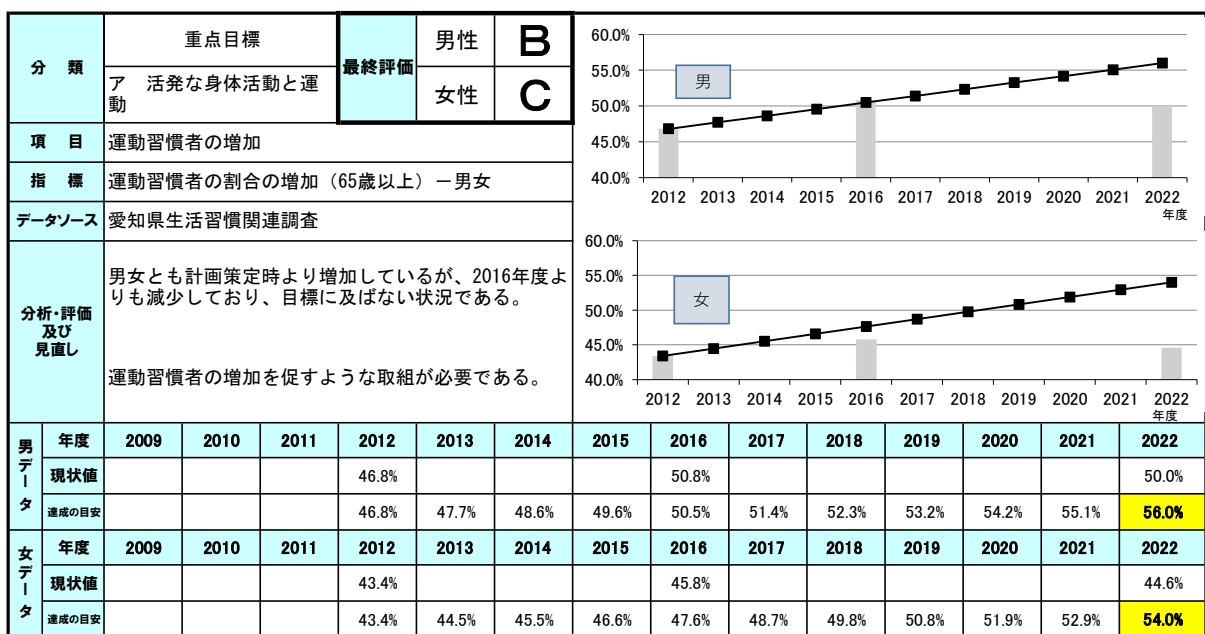 分　類
重点目標
ア　活発な身体活動と運
動
最終評価
男性
B
女性
C
項　目
運動習慣者の増加
指　標
運動習慣者の割合の増加（65歳以上）－男女
データソース
愛知県生活習慣関連調査
分析・評価
及び
見直し
男女とも計画策定時より増加しているが、2016年度よ
りも減少しており、目標に及ばない状況である。
運動習慣者の増加を促すような取組が必要である。
60.0%
55.0%
50.0%
45.0%
40.0%
男
2012 2013 2014 2015 2016 2017 2018 2019 2020 2021 2022
年度
60.0%
55.0%
50.0%
45.0%
40.0%
女
2012 2013 2014 2015 2016 2017 2018 2019 2020 2021 2022
年度
男データ
年度 2009 2010 2011 2012 2013 2014 2015 2016 2017 2018 2019 2020 2021 2022
現状値 46.8% 50.8% 50.0%
達成の目安 46.8% 47.7% 48.6% 49.6% 50.5% 51.4% 52.3% 53.2% 54.2% 55.1% 56.0%
女データ
年度 2009 2010 2011 2012 2013 2014 2015 2016 2017 2018 2019 2020 2021 2022
現状値 43.4% 45.8% 44.6%
達成の目安 43.4% 44.5% 45.5% 46.6% 47.6% 48.7% 49.8% 50.8% 51.9% 52.9% 54.0%